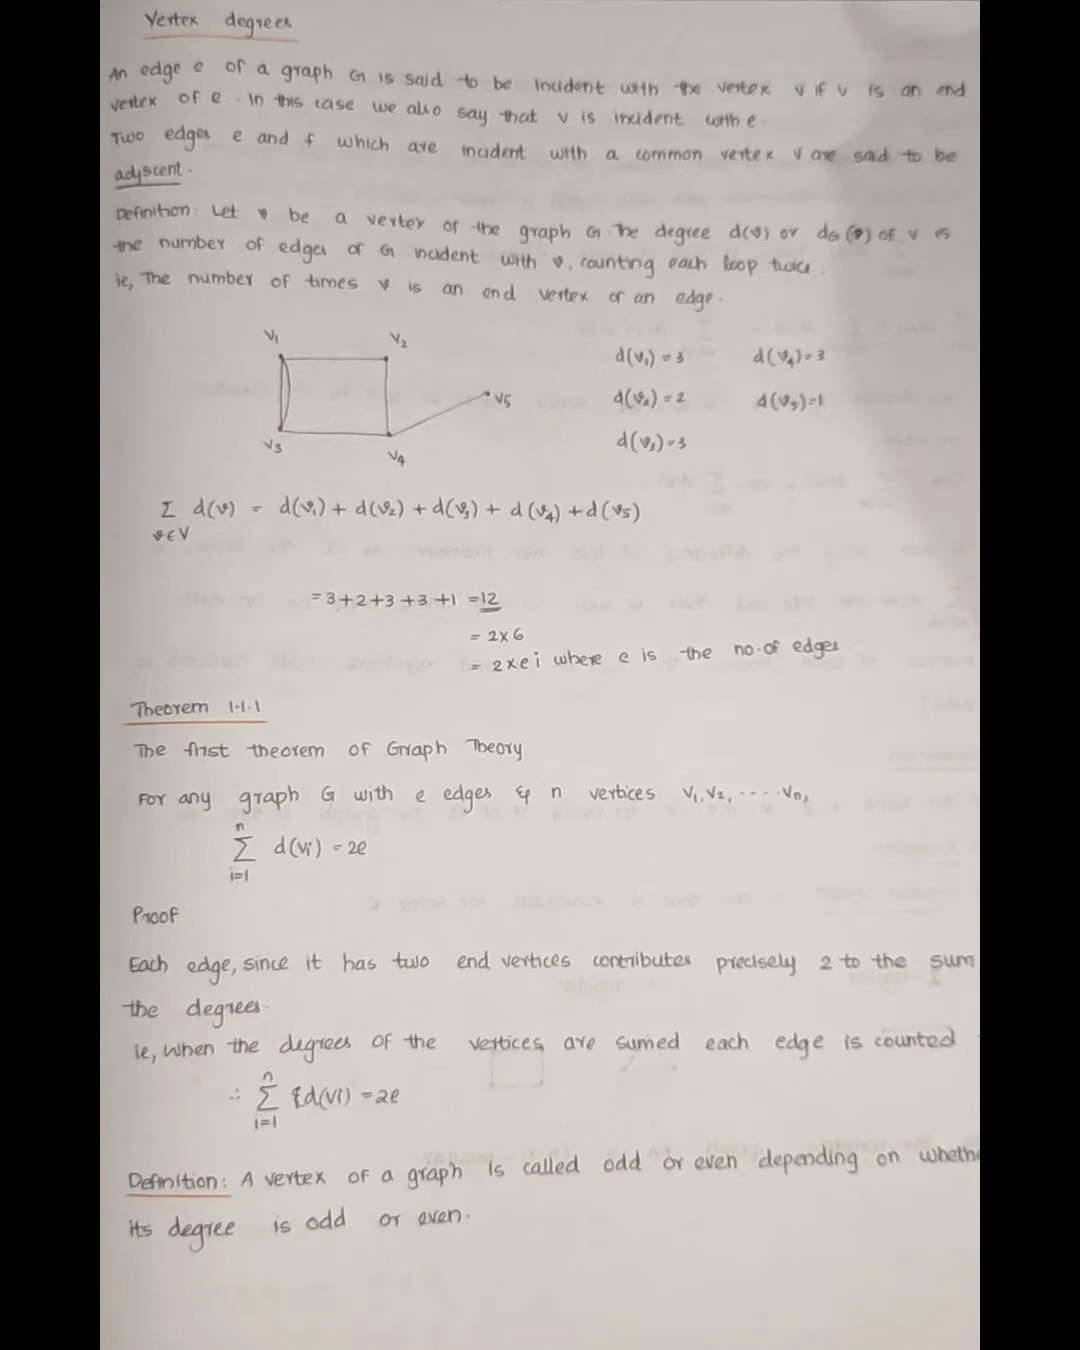 Vertex degrees
An edge e of a graph G is said to be incident with the vertex v if v is an end
vertex of e. In this case we also say that v is incident with e.
Two edges e and f which are incident with a common vertex v are said to be
adjscent.
Definition: Let v be a vertex of the graph G. The degree d(v) or dG(v) of v is
the number of edges of G incident with v, counting each loop twice.
ie, The number of times v is an end vertex of an edge.
V1 V2
V5
V3 V4
d(v1) = 3 d(v4) = 3
d(v2) = 2 d(v5) = 1
d(v3) = 3
Σ d(v) = d(v1) + d(v2) + d(v3) + d(v4) + d(v5)
v∈V
= 3+2+3+3+1 = 12
= 2×6
= 2×e i where e is the no. of edges
Theorem 1.1.1
The first theorem of Graph Theory
For any graph G with e edges & n vertices V1, V2, ..... Vn,
n
Σ d(vi) = 2e
i=1
Proof
Each edge, since it has two end vertices contributes precisely 2 to the sum
the degrees.
ie, when the degrees of the vertices are sumed each edge is counted
n
∴ Σ d(vi) = 2e
i=1
Definition: A vertex of a graph is called odd or even depending on wheth
its degree is odd or even.